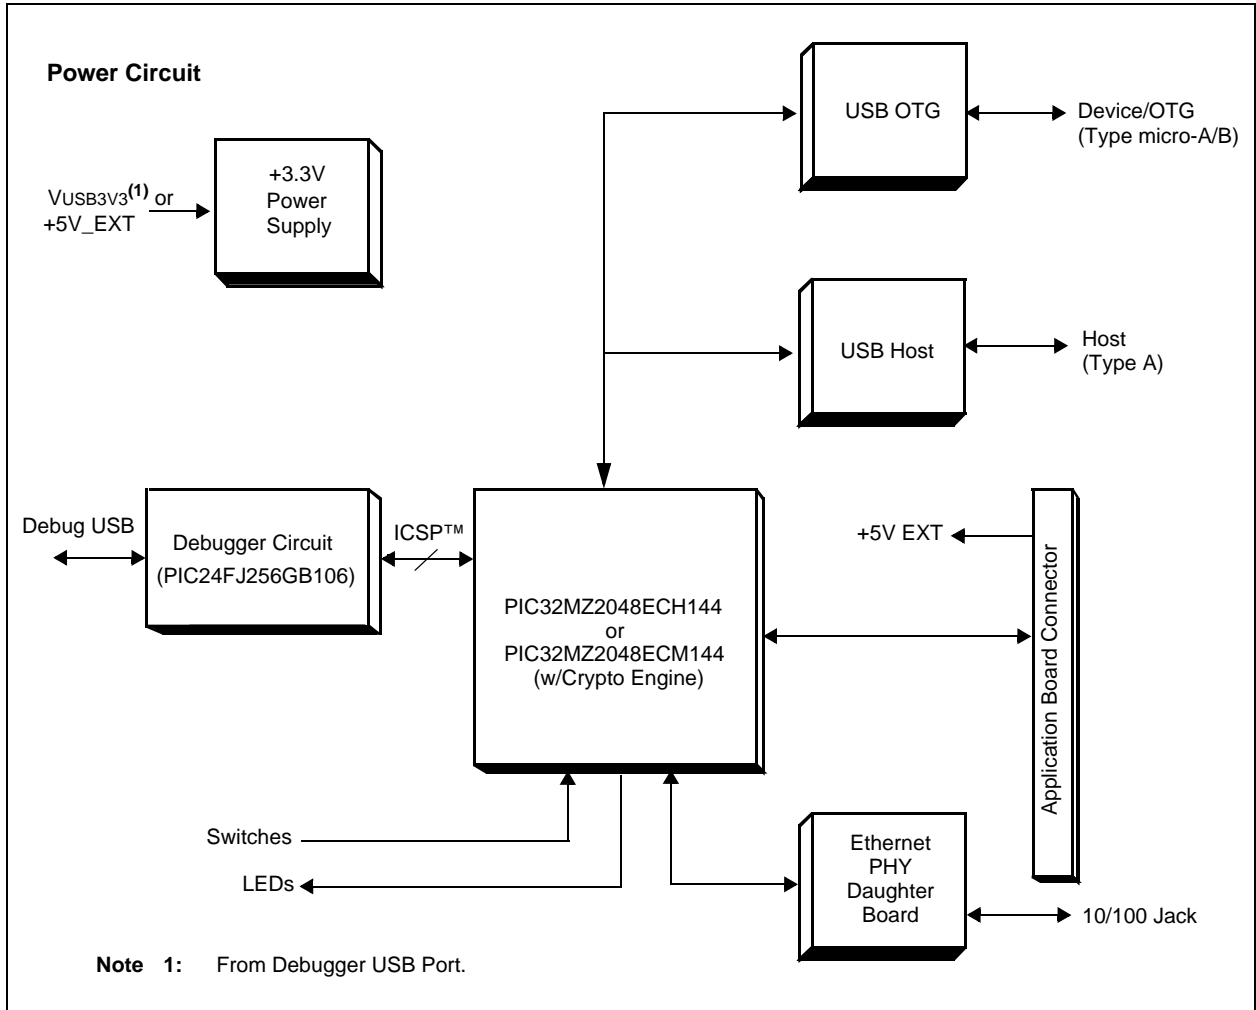 Power Circuit
+3.3V
Power
Supply
VUSB3V3(1) or
+5V_EXT
USB OTG
Device/OTG
(Type micro-A/B)
USB Host
Host
(Type A)
Debug USB
Debugger Circuit
(PIC24FJ256GB106)
ICSP™
PIC32MZ2048ECH144
or
PIC32MZ2048ECM144
(w/Crypto Engine)
+5V EXT
Application Board Connector
Switches
LEDs
Ethernet
PHY
Daughter
Board
10/100 Jack
Note 1: From Debugger USB Port.